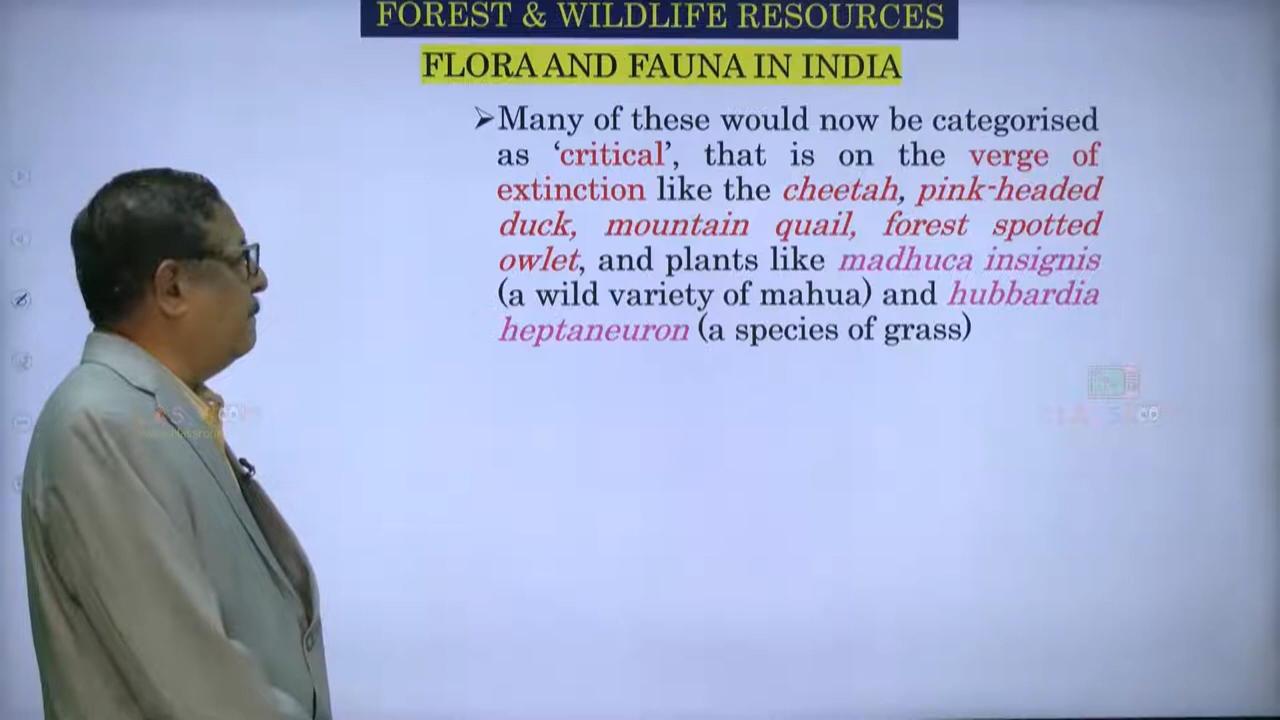 FOREST & WILDLIFE RESOURCES
FLORA AND FAUNA IN INDIA
➢Many of these would now be categorised
as ‘critical’, that is on the verge of
extinction like the cheetah, pink-headed
duck, mountain quail, forest spotted
owlet, and plants like madhuca insignis
(a wild variety of mahua) and hubbardia
heptaneuron (a species of grass)